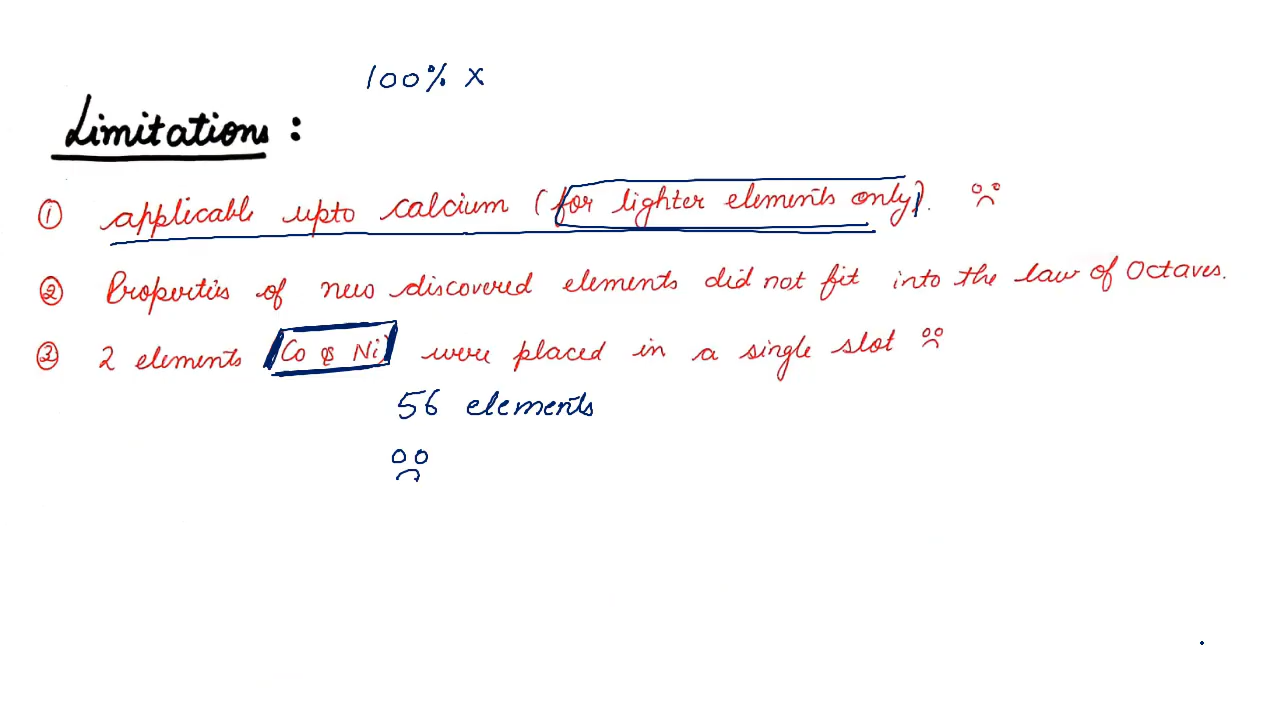 100% x
Limitations :
① applicable upto calcium (for lighter elements only).
② Properties of new discovered elements did not fit into the law of Octaves.
③ 2 elements (Co & Ni) were placed in a single slot
56 elements